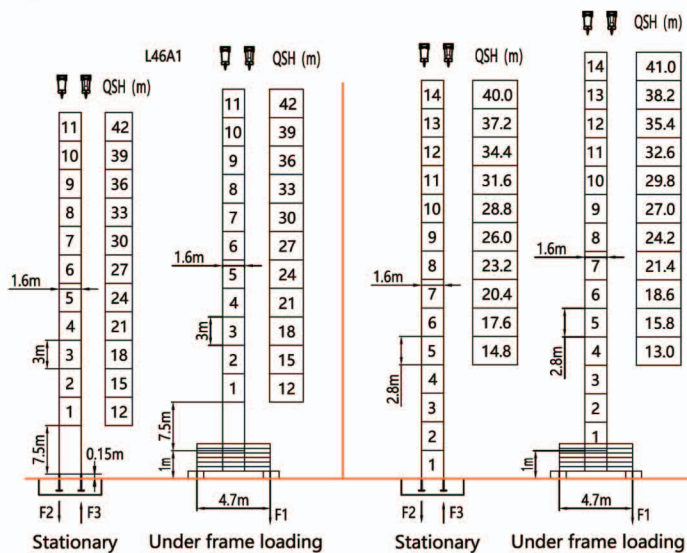 QSH (m)
11 42
10 39
9 36
8 33
7 30
6 27
5 24
4 21
3 18
2 15
1 12
1.6m
3m
7.5m
0.15m
F2 F3
Stationary
L46A1
QSH (m)
11 42
10 39
9 36
8 33
7 30
6 27
5 24
4 21
3 18
2 15
1 12
1.6m
3m
7.5m
1m
4.7m
F1
Under frame loading
QSH (m)
14 40.0
13 37.2
12 34.4
11 31.6
10 28.8
9 26.0
8 23.2
7 20.4
6 17.6
5 14.8
4
3
2
1
1.6m
2.8m
F2 F3
Stationary
QSH (m)
14 41.0
13 38.2
12 35.4
11 32.6
10 29.8
9 27.0
8 24.2
7 21.4
6 18.6
5 15.8
4 13.0
3
2
1
1.6m
2.8m
1m
4.7m
F1
Under frame loading